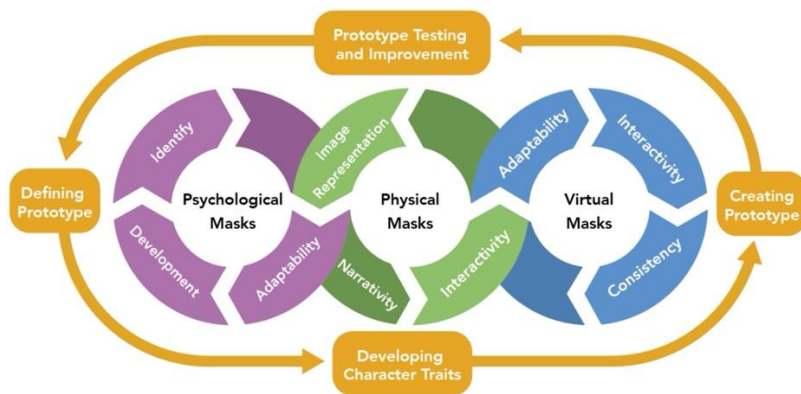 Prototype Testing
and Improvement
Identify
Image
Representation
Adaptability
Interactivity
Defining
Prototype
Psychological
Masks
Physical
Masks
Virtual
Masks
Creating
Prototype
Development
Adaptability
Narrativity
Interactivity
Consistency
Developing
Character Traits